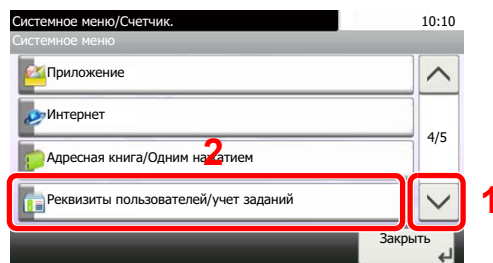 Системное меню/Счетчик. 10:10
Системное меню
Приложение
Интернет
4/5
2
Адресная книга/Одним нажатием
Реквизиты пользователей/учет заданий
1
Закрыть